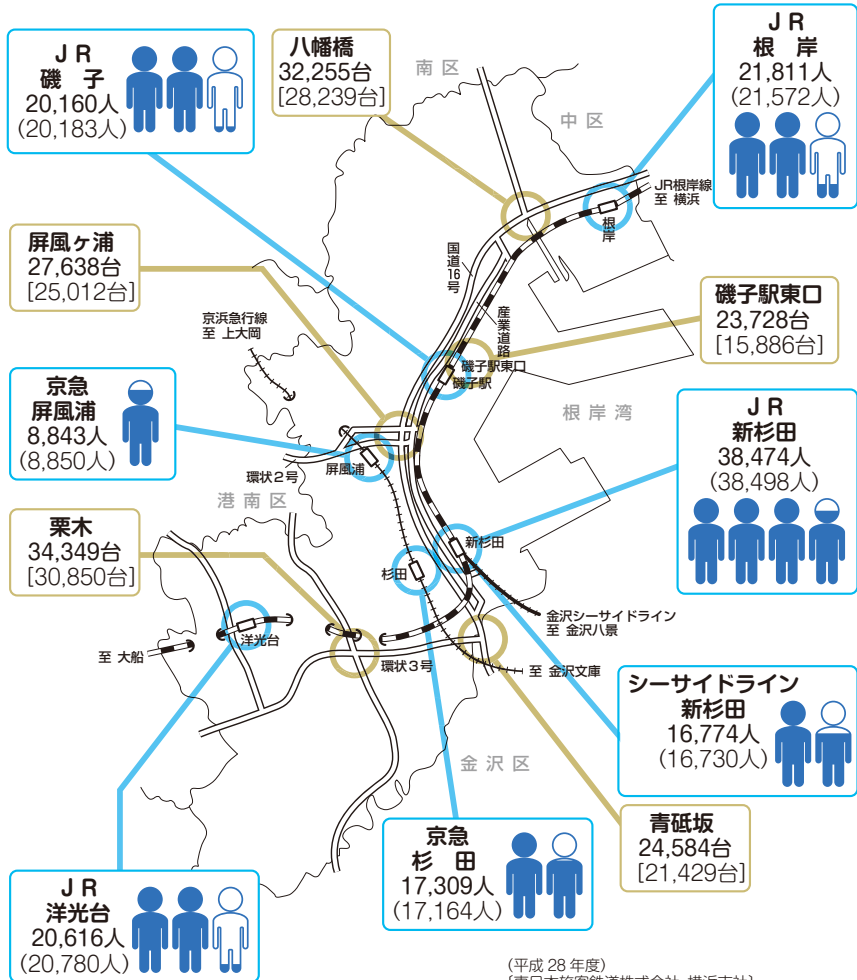 JR
磯子
20,160人
(20,183人)
八幡橋
32,255台
[28,239台]
南区
中区
JR
根岸
21,811人
(21,572人)
JR根岸線
至 横浜
根岸
国道16号
産業道路
屏風ヶ浦
27,638台
[25,012台]
京浜急行線
至 上大岡
磯子駅東口
23,728台
[15,886台]
磯子駅東口
磯子駅
根岸湾
京急
屏風浦
8,843人
(8,850人)
環状2号
屏風浦
港南区
JR
新杉田
38,474人
(38,498人)
栗木
34,349台
[30,850台]
新杉田
杉田
金沢シーサイドライン
至 金沢八景
洋光台
至 大船
環状3号
至 金沢文庫
金沢区
シーサイドライン
新杉田
16,774人
(16,730人)
青砥坂
24,584台
[21,429台]
京急
杉田
17,309人
(17,164人)
JR
洋光台
20,616人
(20,780人)
(平成 28 年度)